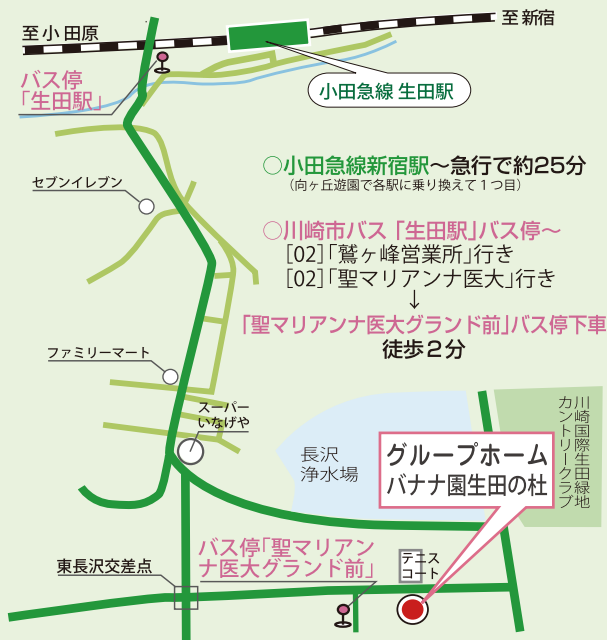 至小田原
至新宿
バス停
「生田駅」
小田急線 生田駅
○小田急線新宿駅〜急行で約25分
（向ヶ丘遊園で各駅に乗り換えて1つ目）
セブンイレブン
○川崎市バス「生田駅」バス停〜
［02］「鷲ヶ峰営業所」行き
［02］「聖マリアンナ医大」行き
↓
「聖マリアンナ医大グランド前」バス停下車
徒歩2分
ファミリーマート
スーパー
いなげや
長沢
浄水場
川崎国際生田緑地
カントリークラブ
グループホーム
バナナ園生田の杜
バス停「聖マリアン
ナ医大グランド前」
テニス
コート
東長沢交差点